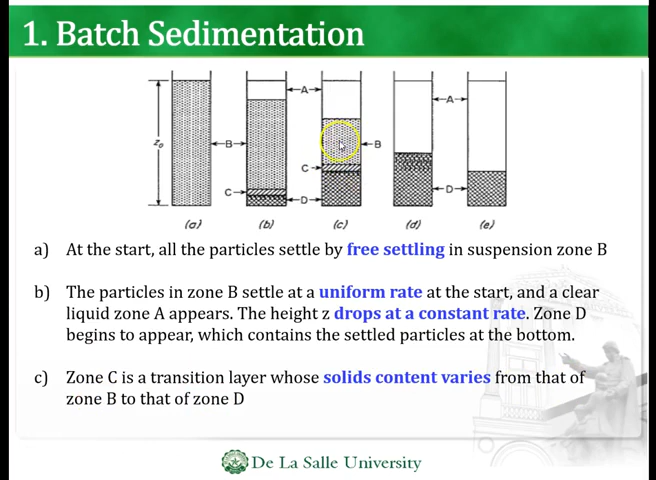 1. Batch Sedimentation
A
A
z₀
B
B
C
C
D
D
(a) (b) (c) (d) (e)
a) At the start, all the particles settle by free settling in suspension zone B
b) The particles in zone B settle at a uniform rate at the start, and a clear
liquid zone A appears. The height z drops at a constant rate. Zone D
begins to appear, which contains the settled particles at the bottom.
c) Zone C is a transition layer whose solids content varies from that of
zone B to that of zone D
De La Salle University